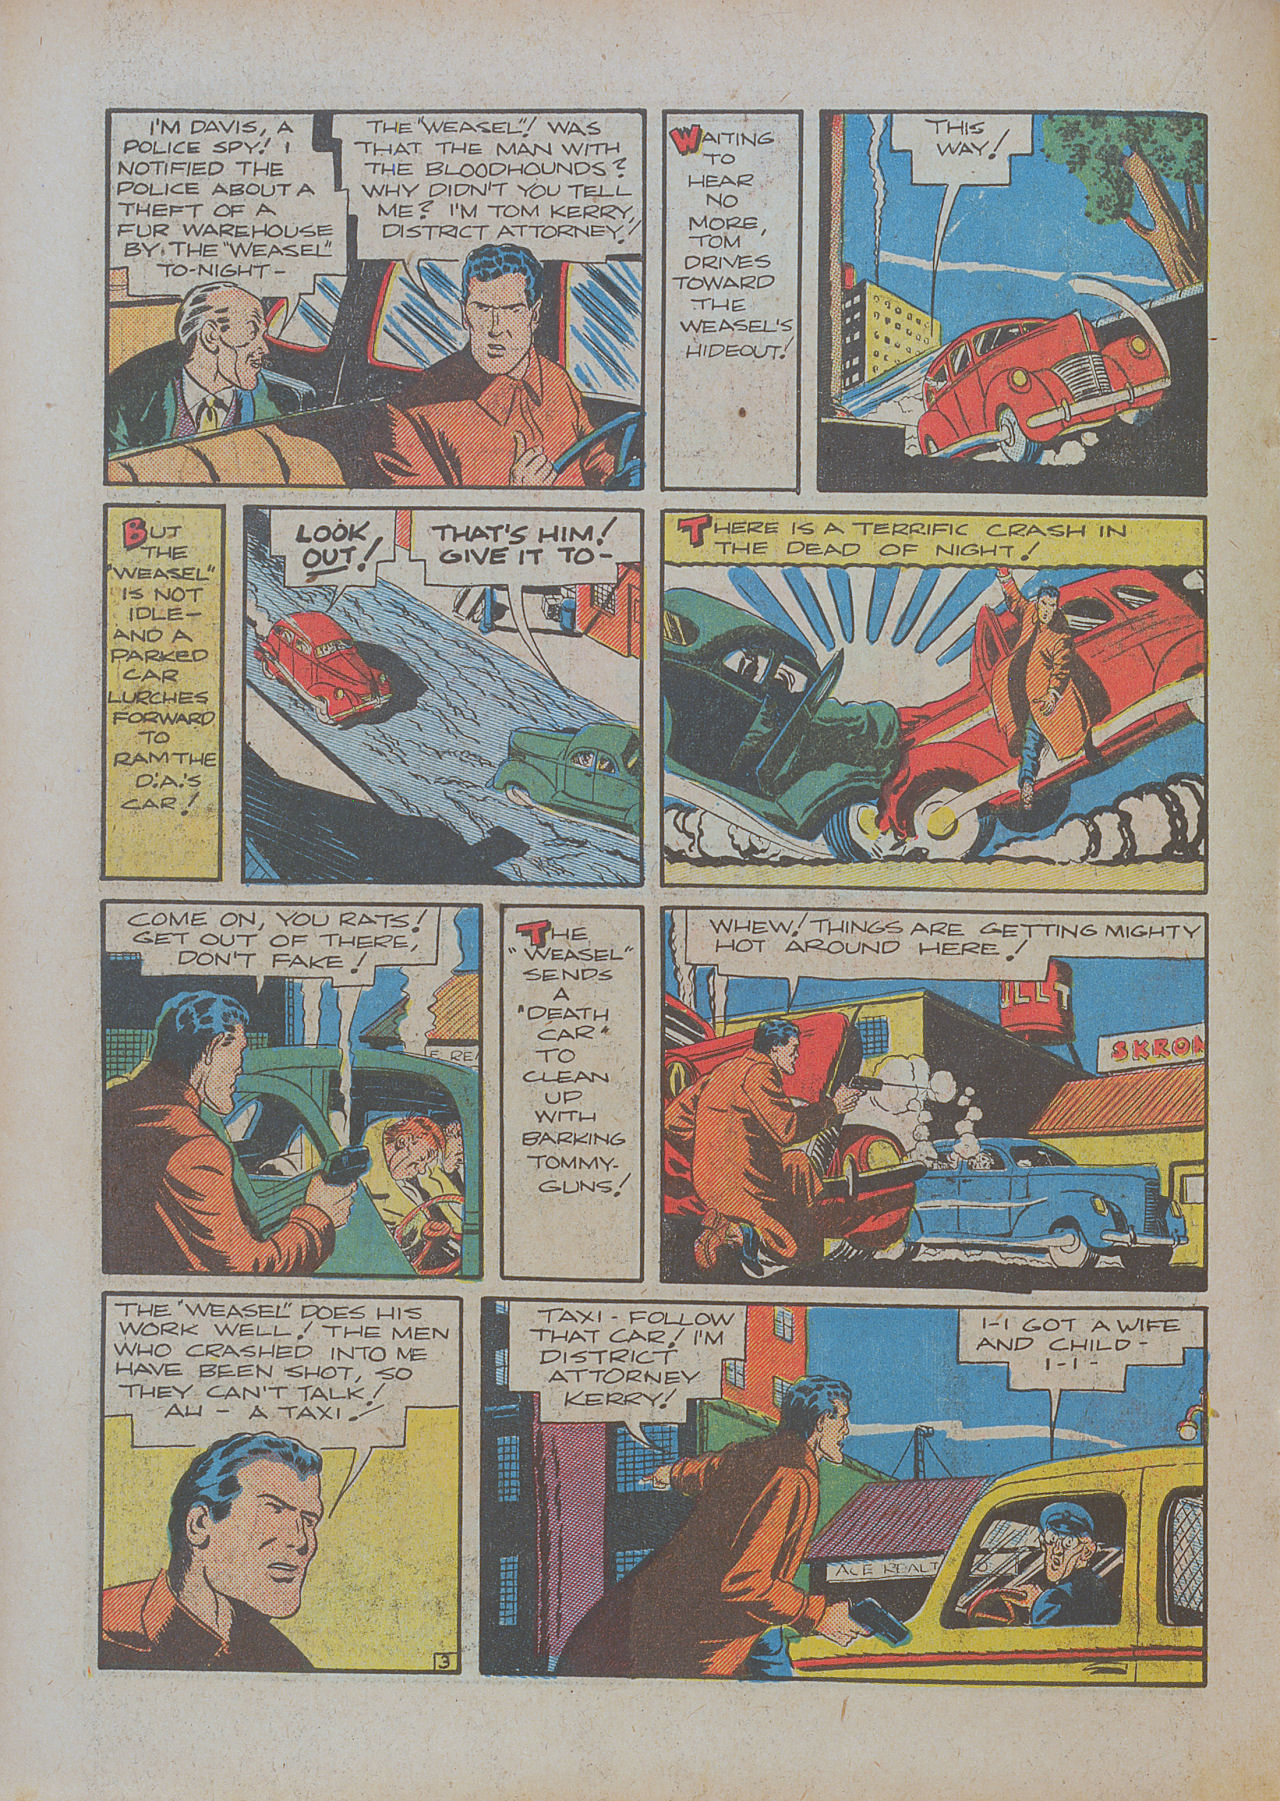 I'M DAVIS, A
POLICE SPY! I
NOTIFIED THE
POLICE ABOUT A
THEFT OF A
FUR WAREHOUSE
BY THE "WEASEL"
TO-NIGHT-
THE "WEASEL"! WAS
THAT THE MAN WITH
THE BLOODHOUNDS?
WHY DIDN'T YOU TELL
ME? I'M TOM KERRY,
DISTRICT ATTORNEY!
WAITING
TO
HEAR
NO
MORE,
TOM
DRIVES
TOWARD
THE
WEASEL'S
HIDEOUT!
THIS
WAY!
BUT
THE
"WEASEL"
IS NOT
IDLE-
AND A
PARKED
CAR
LURCHES
FORWARD
TO
RAM THE
D.A.'S
CAR!
LOOK
OUT!
THAT'S HIM!
GIVE IT TO-
THERE IS A TERRIFIC CRASH IN
THE DEAD OF NIGHT!
COME ON, YOU RATS!
GET OUT OF THERE,
DON'T FAKE!
E REA
THE
"WEASEL"
SENDS
A
"DEATH
CAR"
TO
CLEAN
UP
WITH
BARKING
TOMMY-
GUNS!
WHEW! THINGS ARE GETTING MIGHTY
HOT AROUND HERE!
ILLT
SKRON
THE "WEASEL" DOES HIS
WORK WELL! THE MEN
WHO CRASHED INTO ME
HAVE BEEN SHOT, SO
THEY CAN'T TALK!
AH - A TAXI!
3
TAXI - FOLLOW
THAT CAR! I'M
DISTRICT
ATTORNEY
KERRY!
I-I GOT A WIFE
AND CHILD-
I-I-
ACE REALT CO